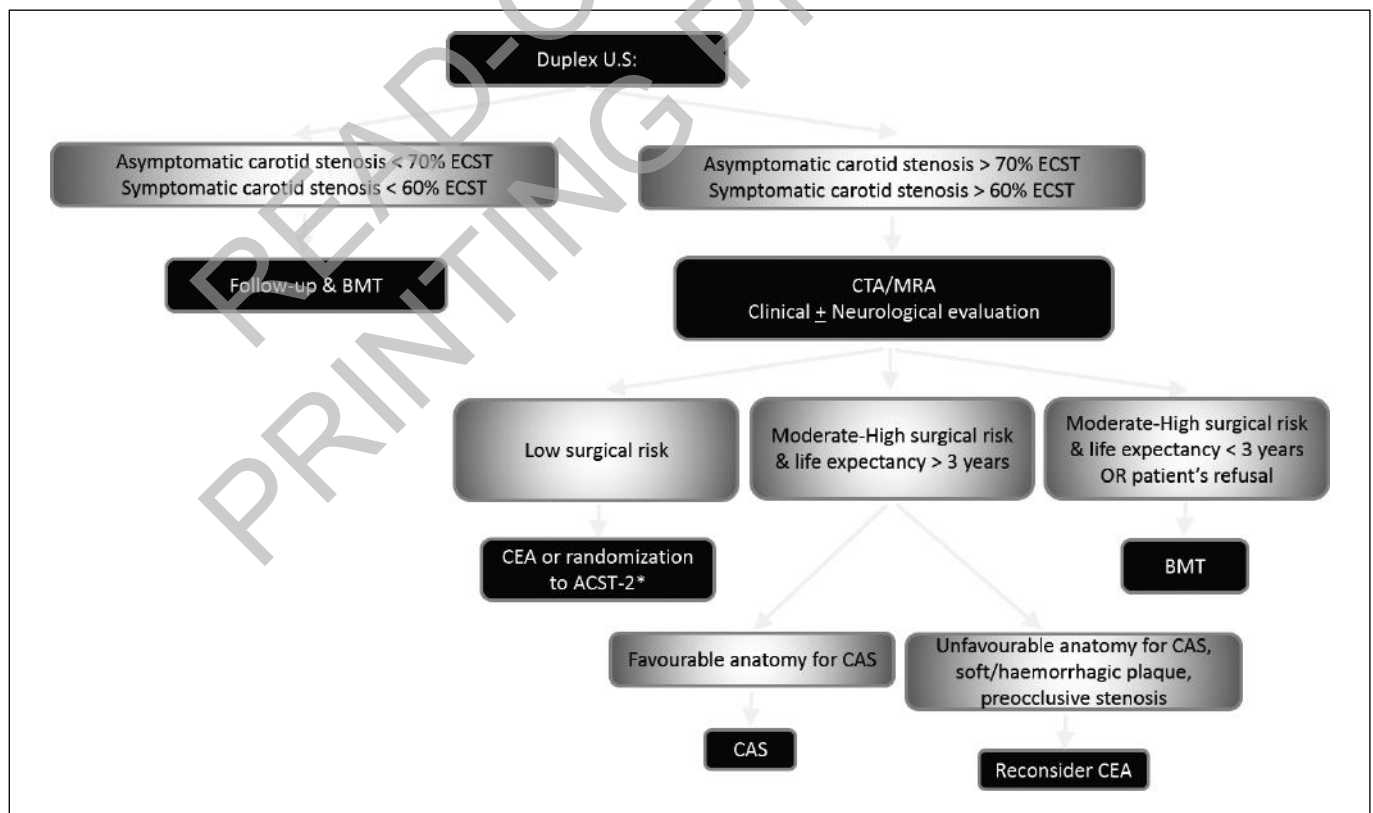 Duplex U.S:
Asymptomatic carotid stenosis < 70% ECST
Symptomatic carotid stenosis < 60% ECST
Asymptomatic carotid stenosis > 70% ECST
Symptomatic carotid stenosis > 60% ECST
Follow-up & BMT
CTA/MRA
Clinical ± Neurological evaluation
Low surgical risk
Moderate-High surgical risk
& life expectancy > 3 years
Moderate-High surgical risk
& life expectancy < 3 years
OR patient's refusal
CEA or randomization
to ACST-2*
BMT
Favourable anatomy for CAS
Unfavourable anatomy for CAS,
soft/haemorrhagic plaque,
preocclusive stenosis
CAS
Reconsider CEA
READ-
PRINTING